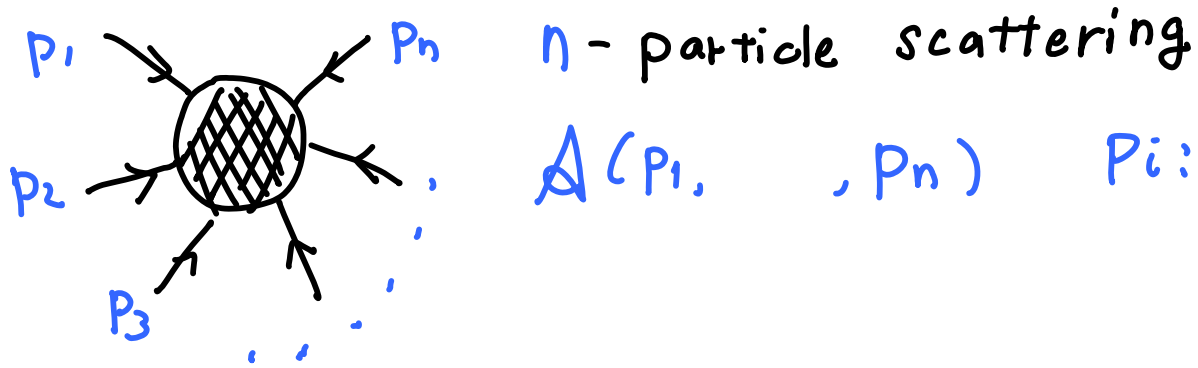 p1 pn n-particle scattering
p2 A(p1, , pn) pi:
p3